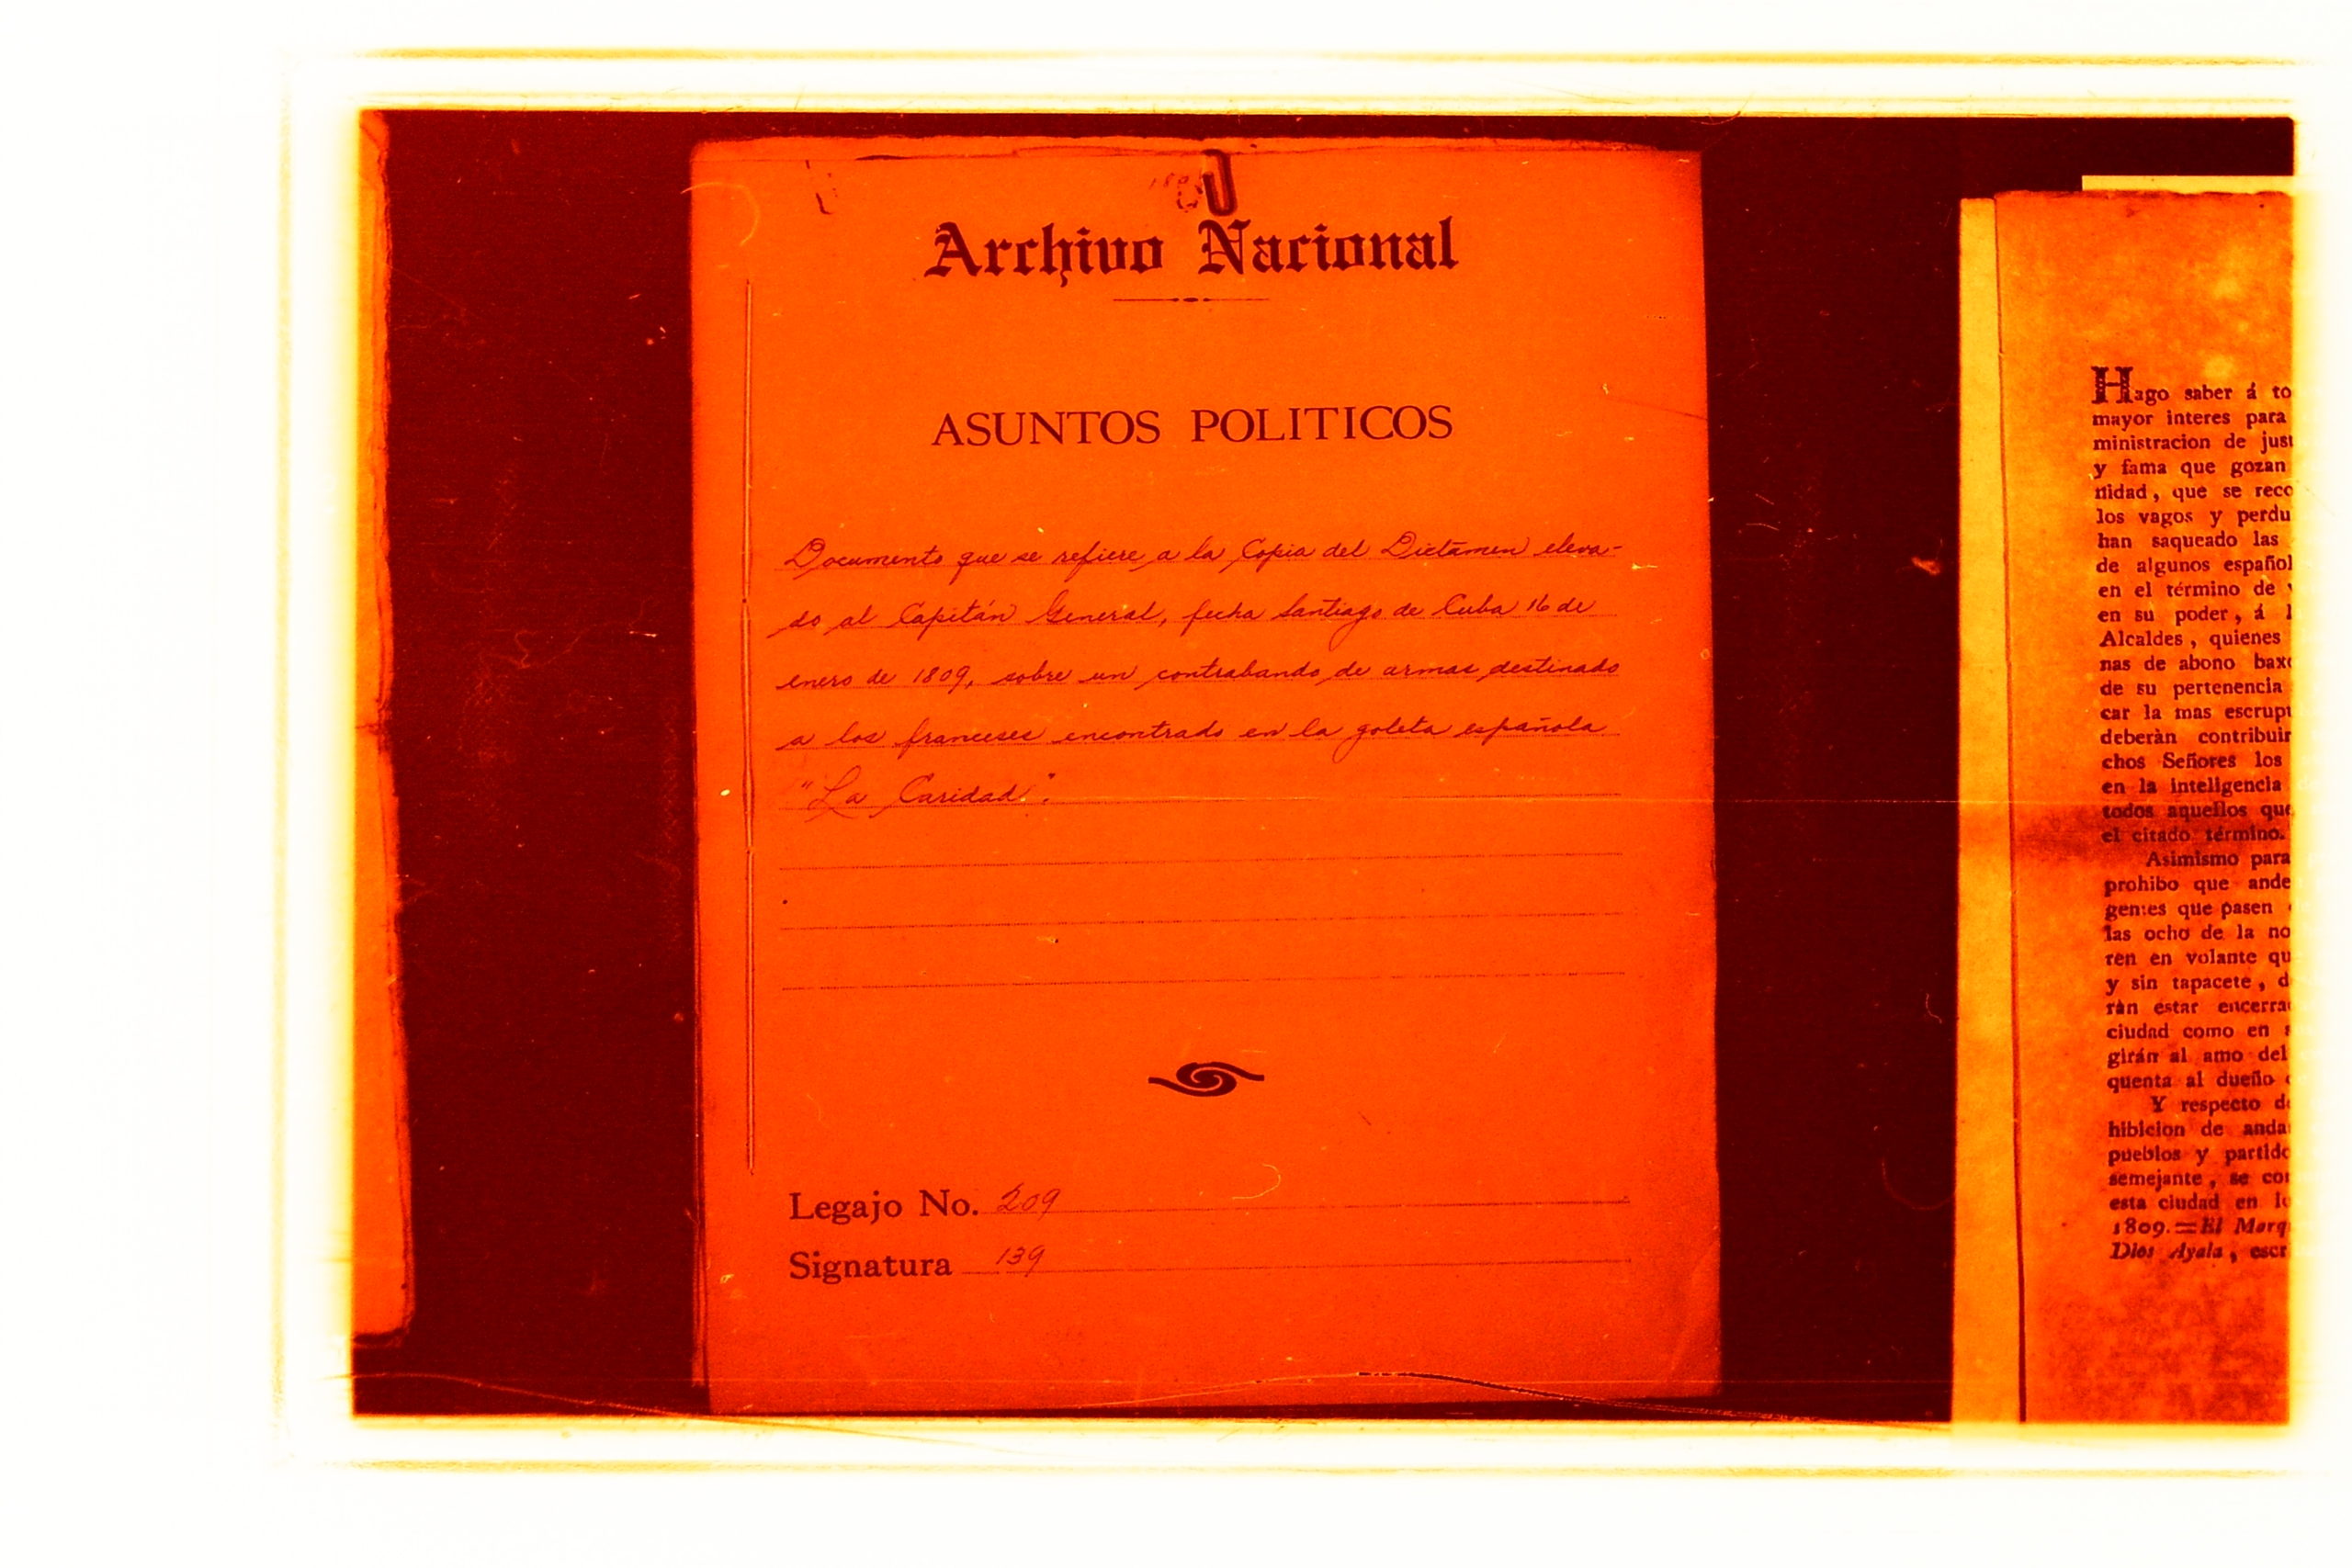 Archivo Nacional
ASUNTOS POLITICOS
Documento que se refiere a la Copia del Dictámen eleva-
do al Capitán General, fecha Santiago de Cuba 16 de
enero de 1809, sobre un contrabando de armas destinado
a los franceses encontrado en la goleta española
"La Caridad".
Legajo No. 209
Signatura 139
Hago saber á to
mayor interes para
ministracion de just
y fama que gozan
nidad, que se reco
los vagos y perdu
han saqueado las
de algunos español
en el término de
en su poder, á
Alcaldes, quienes
nas de abono baxo
de su pertenencia
car la mas escrupu
deberàn contribuir
chos Señores los
en la inteligencia
todos aquellos que
el citado término.
Asimismo para
prohibo que ande
gentes que pasen
las ocho de la no
ren en volante qu
y sin tapacete, d
ràn estar encerra
ciudad como en
girán al amo del
quenta al dueño
Y respecto de
hibicion de anda
pueblos y partido
semejante, se co
esta ciudad en lo
1809.=El Marq
Dios Ayala, escr